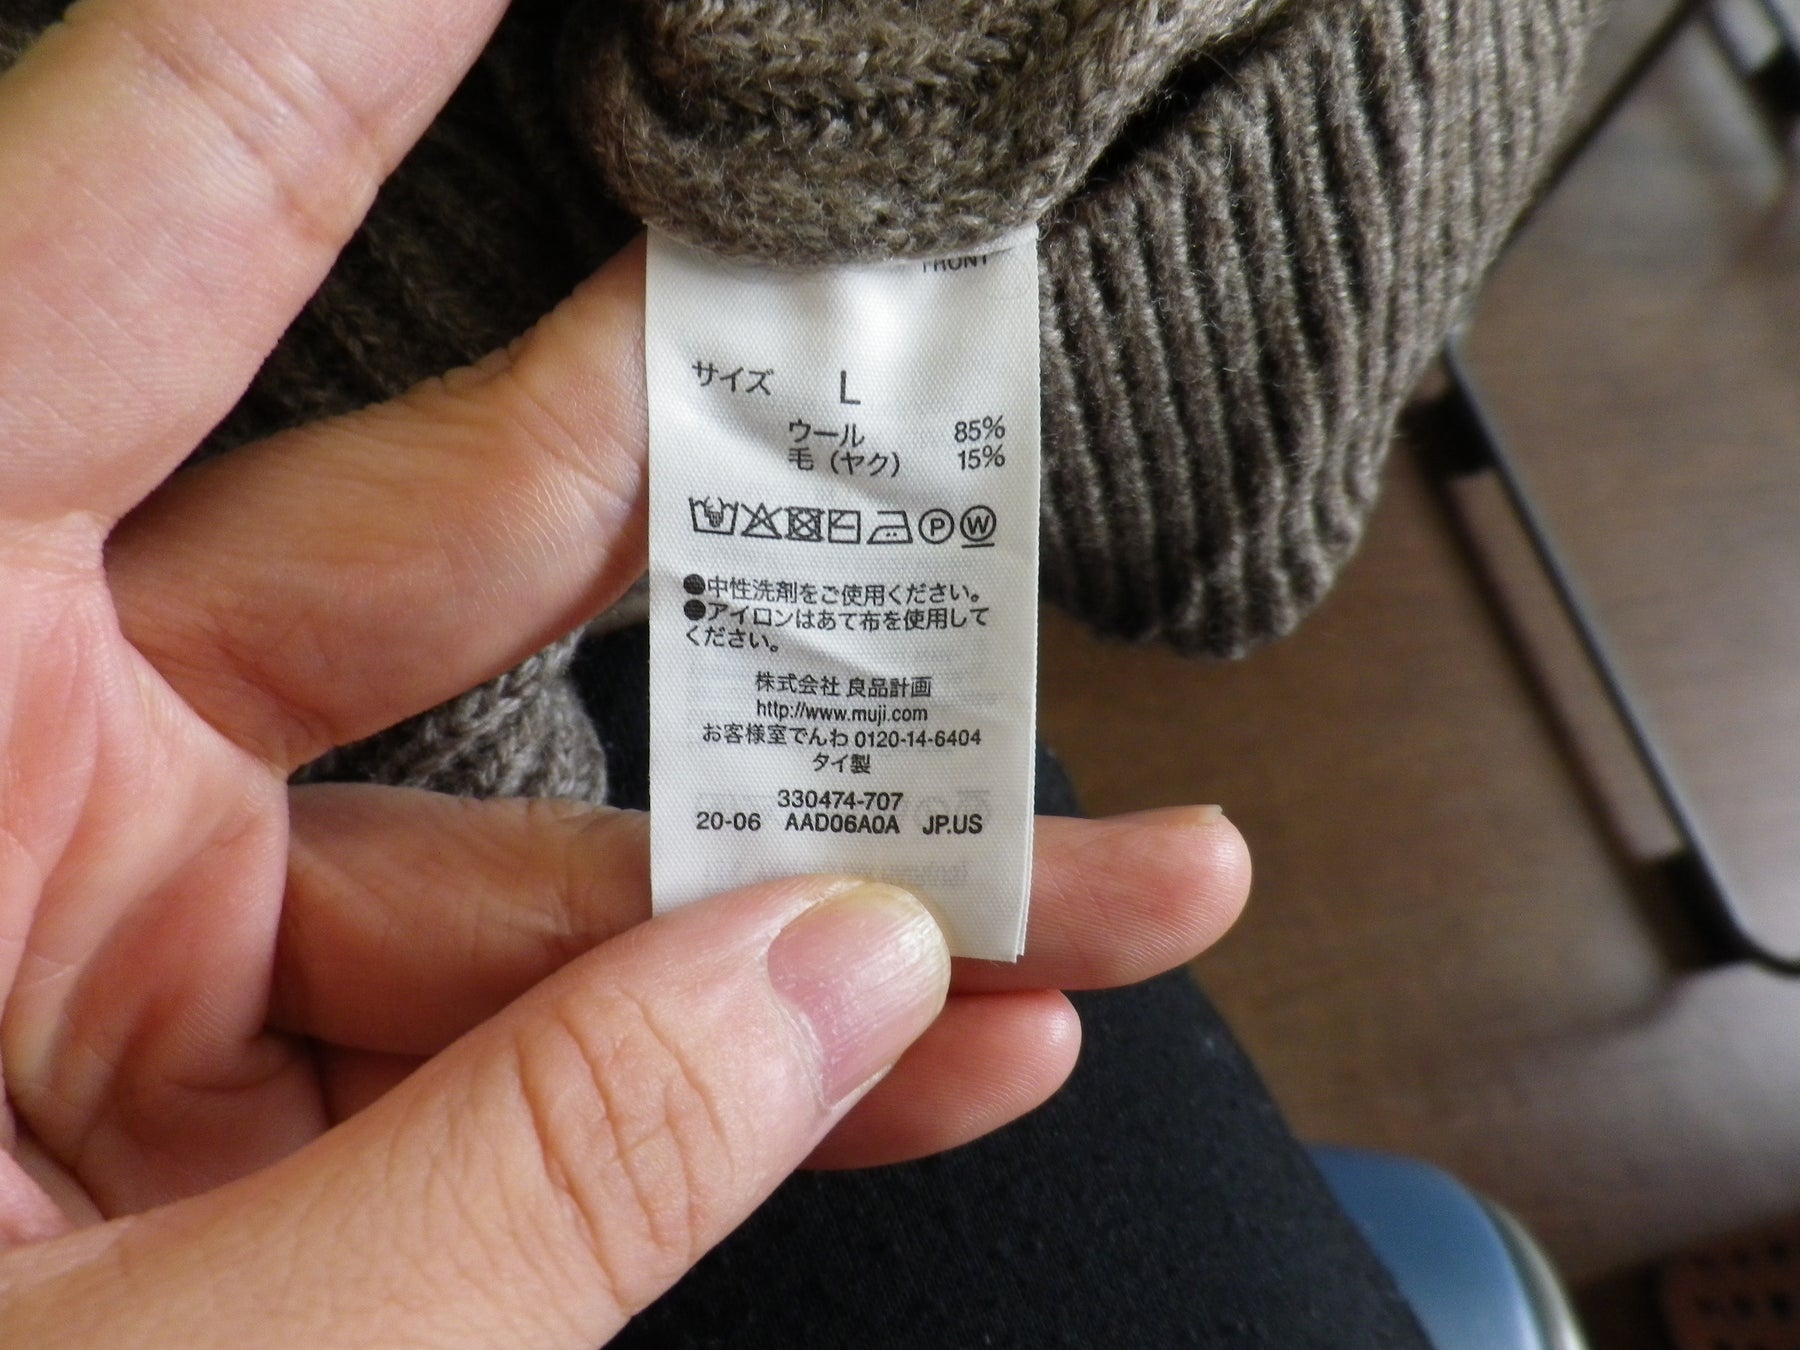 FRONT
サイズ L
ウール 85%
毛（ヤク） 15%
P W
●中性洗剤をご使用ください。
●アイロンはあて布を使用して
ください。
株式会社 良品計画
http://www.muji.com
お客様室でんわ 0120-14-6404
タイ製
330474-707
20-06 AAD06A0A JP.US